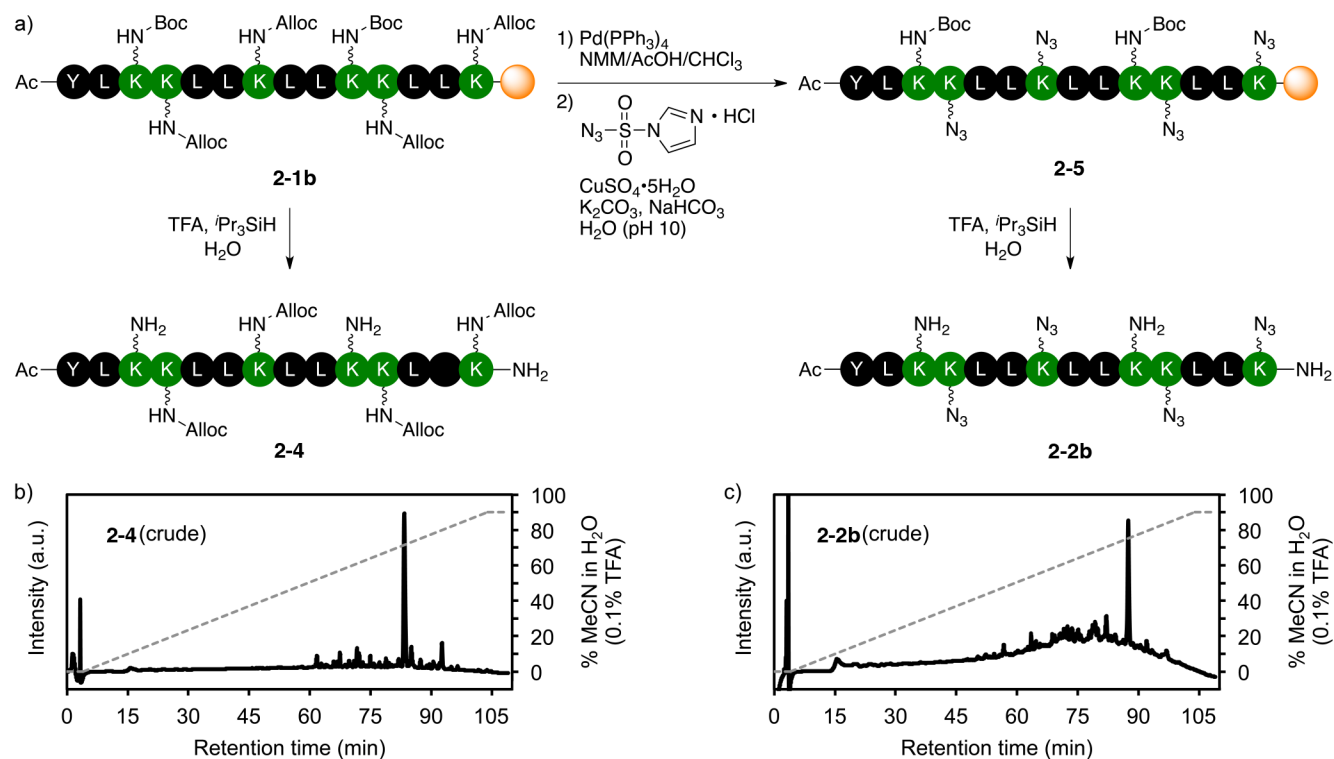 a)
HN Boc
HN Alloc
HN Boc
HN Alloc
Ac Y L K K L L K L L K K L L K
HN Alloc
HN Alloc
2-1b
1) Pd(PPh3)4
NMM/AcOH/CHCl3
2)
N3 S N N • HCl
O
O
CuSO4•5H2O
K2CO3, NaHCO3
H2O (pH 10)
HN Boc
N3
HN Boc
N3
Ac Y L K K L L K L L K K L L K
N3
N3
2-5
TFA, iPr3SiH
H2O
TFA, iPr3SiH
H2O
NH2
HN Alloc
NH2
HN Alloc
Ac Y L K K L L K L L K K L K NH2
HN Alloc
HN Alloc
2-4
NH2
N3
NH2
N3
Ac Y L K K L L K L L K K L L K NH2
N3
N3
2-2b
b)
2-4 (crude)
Intensity (a.u.)
100
80
60
40
20
0
% MeCN in H2O
(0.1% TFA)
0 15 30 45 60 75 90 105
Retention time (min)
c)
2-2b (crude)
Intensity (a.u.)
100
80
60
40
20
0
% MeCN in H2O
(0.1% TFA)
0 15 30 45 60 75 90 105
Retention time (min)